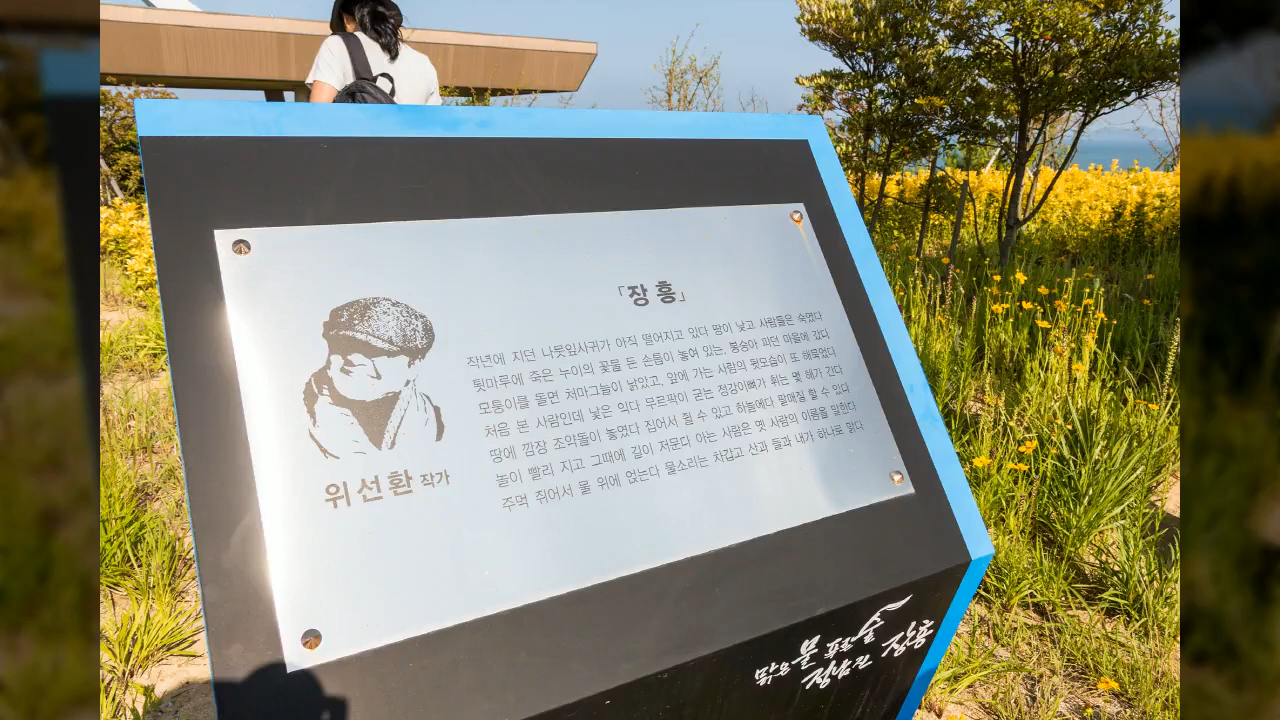 「장흥」
작년에 지던 나뭇잎사귀가 아직 떨어지고 있다 땅이 낮고 사람들은 숙였다
툇마루에 죽은 누이의 꽃물 든 손톱이 놓여 있는, 봉숭아 피던 마을에 갔다
모퉁이를 돌면 처마그늘이 낡았고, 앞에 가는 사람의 뒷모습이 또 해묵었다
처음 본 사람인데 낯은 익다 무르팍이 굳는 정강이뼈가 휘는 몇 해가 간다
땅에 깜장 조약돌이 놓였다 집어서 쥘 수 있고 하늘에다 팔매질 할 수 있다
놀이 빨리 지고 그때에 길이 저문다 아는 사람은 옛 사람의 이름을 말한다
주먹 쥐어서 물 위에 얹는다 물소리는 차갑고 산과 들과 내가 하나로 맑다
위선환 작가
맑은 물 푸른 숲
정남진 장흥